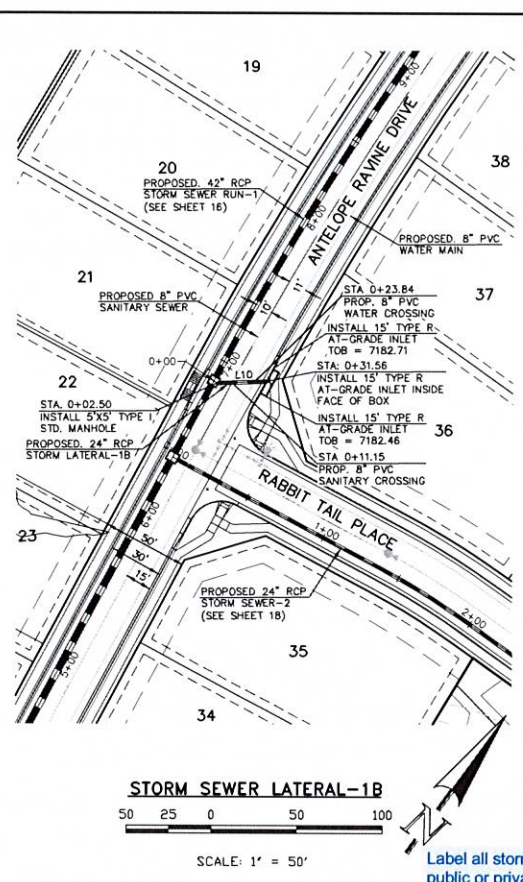 19
20
PROPOSED. 42" RCP
STORM SEWER RUN-1
(SEE SHEET 16)
9+00
ANTELOPE RAVINE DRIVE
38
8+00
PROPOSED. 8" PVC
WATER MAIN
21
PROPOSED 8" PVC
SANITARY SEWER
10'
11'
37
STA 0+23.84
PROP. 8" PVC
WATER CROSSING
INSTALL 15' TYPE R
AT-GRADE INLET
TOB = 7182.71
0+00
7+00
L10
22
STA. 0+02.50
INSTALL 5'X5' TYPE I
STD. MANHOLE
PROPOSED. 24" RCP
STORM LATERAL-1B
STA: 0+31.56
INSTALL 15' TYPE R
AT-GRADE INLET INSIDE
FACE OF BOX
INSTALL 15' TYPE R
AT-GRADE INLET
TOB = 7182.46
36
STA 0+11.15
PROP. 8" PVC
SANITARY CROSSING
RABBIT TAIL PLACE
23
6+00
50'
30'
15'
1+00
2+00
PROPOSED 24" RCP
STORM SEWER-2
(SEE SHEET 18)
5+00
35
34
STORM SEWER LATERAL-1B
50 25 0 50 100
SCALE: 1' = 50'
N
Label all storm
public or priva